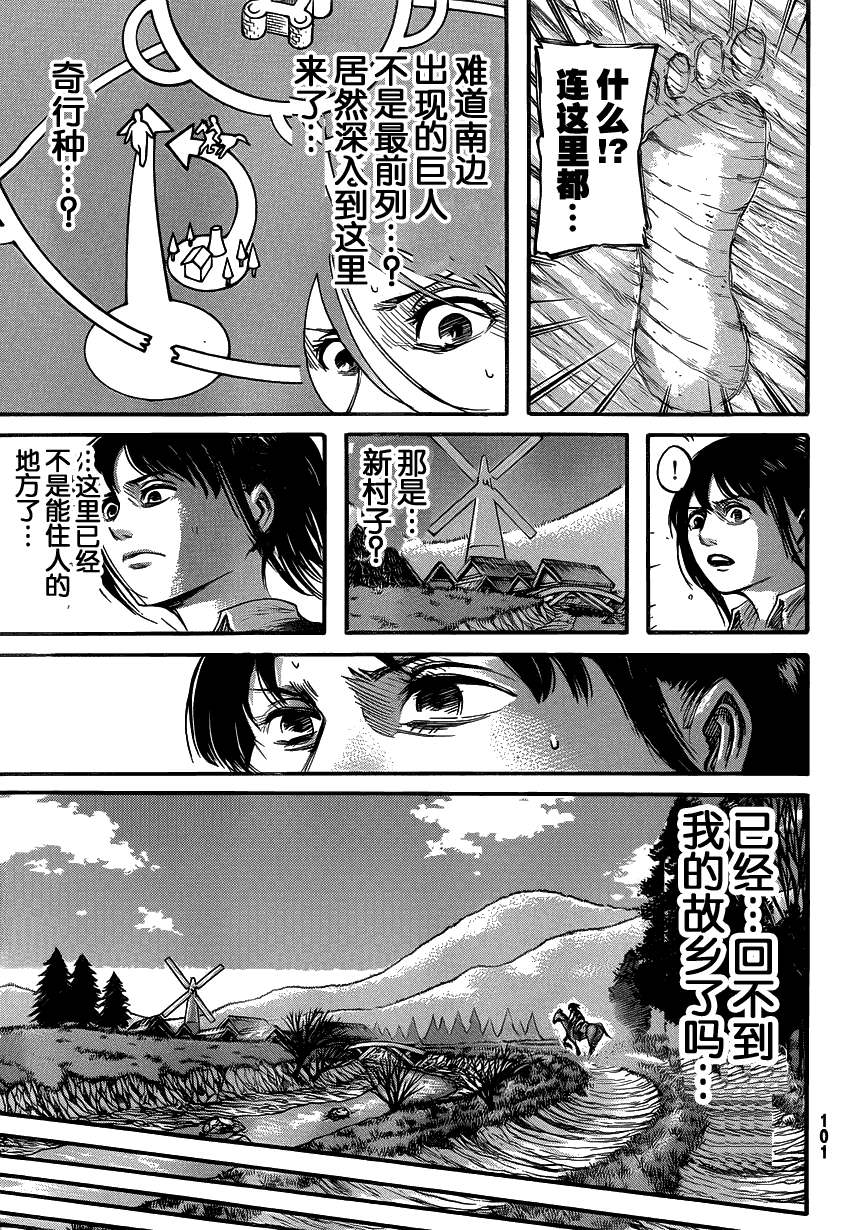 什么!?
连这里都…
难道南边
出现的巨人
不是最前列…?
居然深入到这里
来了…
奇行种…?
!
那是…
新村子?
…这里已经
不是能住人的
地方了…
已经…回不到
我的故乡了吗…
101